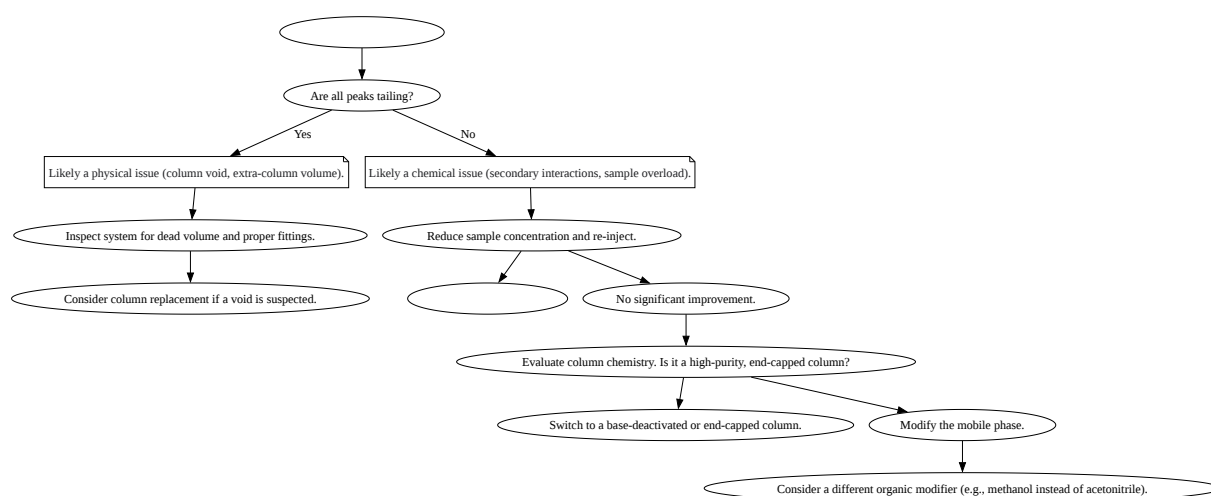 Are all peaks tailing?
Yes
No
Likely a physical issue (column void, extra-column volume).
Likely a chemical issue (secondary interactions, sample overload).
Inspect system for dead volume and proper fittings.
Reduce sample concentration and re-inject.
Consider column replacement if a void is suspected.
No significant improvement.
Evaluate column chemistry. Is it a high-purity, end-capped column?
Switch to a base-deactivated or end-capped column.
Modify the mobile phase.
Consider a different organic modifier (e.g., methanol instead of acetonitrile).